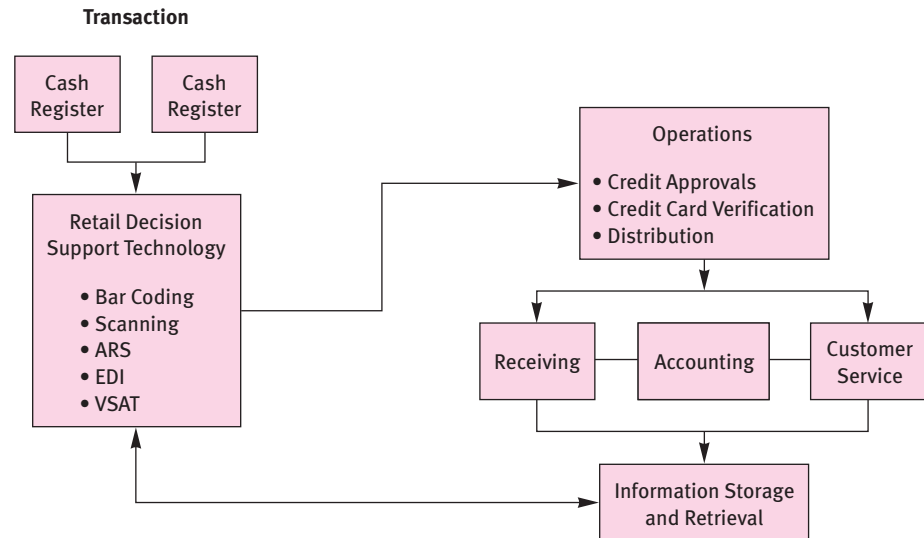 Transaction
Cash
Register
Cash
Register
Retail Decision
Support Technology
• Bar Coding
• Scanning
• ARS
• EDI
• VSAT
Operations
• Credit Approvals
• Credit Card Verification
• Distribution
Receiving
Accounting
Customer
Service
Information Storage
and Retrieval